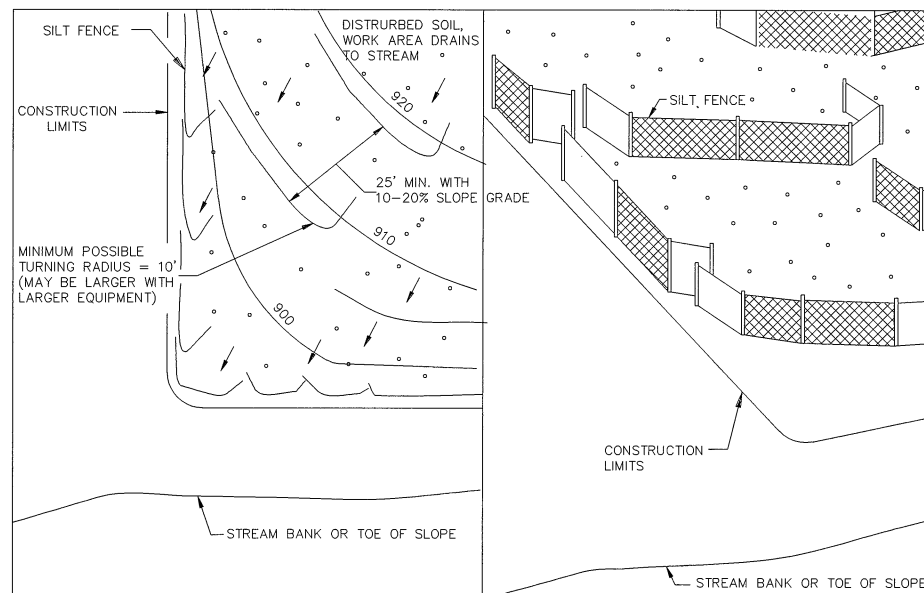 SILT FENCE
DISTRURBED SOIL,
WORK AREA DRAINS
TO STREAM
CONSTRUCTION
LIMITS
920
25' MIN. WITH
10-20% SLOPE GRADE
910
MINIMUM POSSIBLE
TURNING RADIUS = 10'
(MAY BE LARGER WITH
LARGER EQUIPMENT)
900
STREAM BANK OR TOE OF SLOPE
SILT FENCE
CONSTRUCTION
LIMITS
STREAM BANK OR TOE OF SLOPE